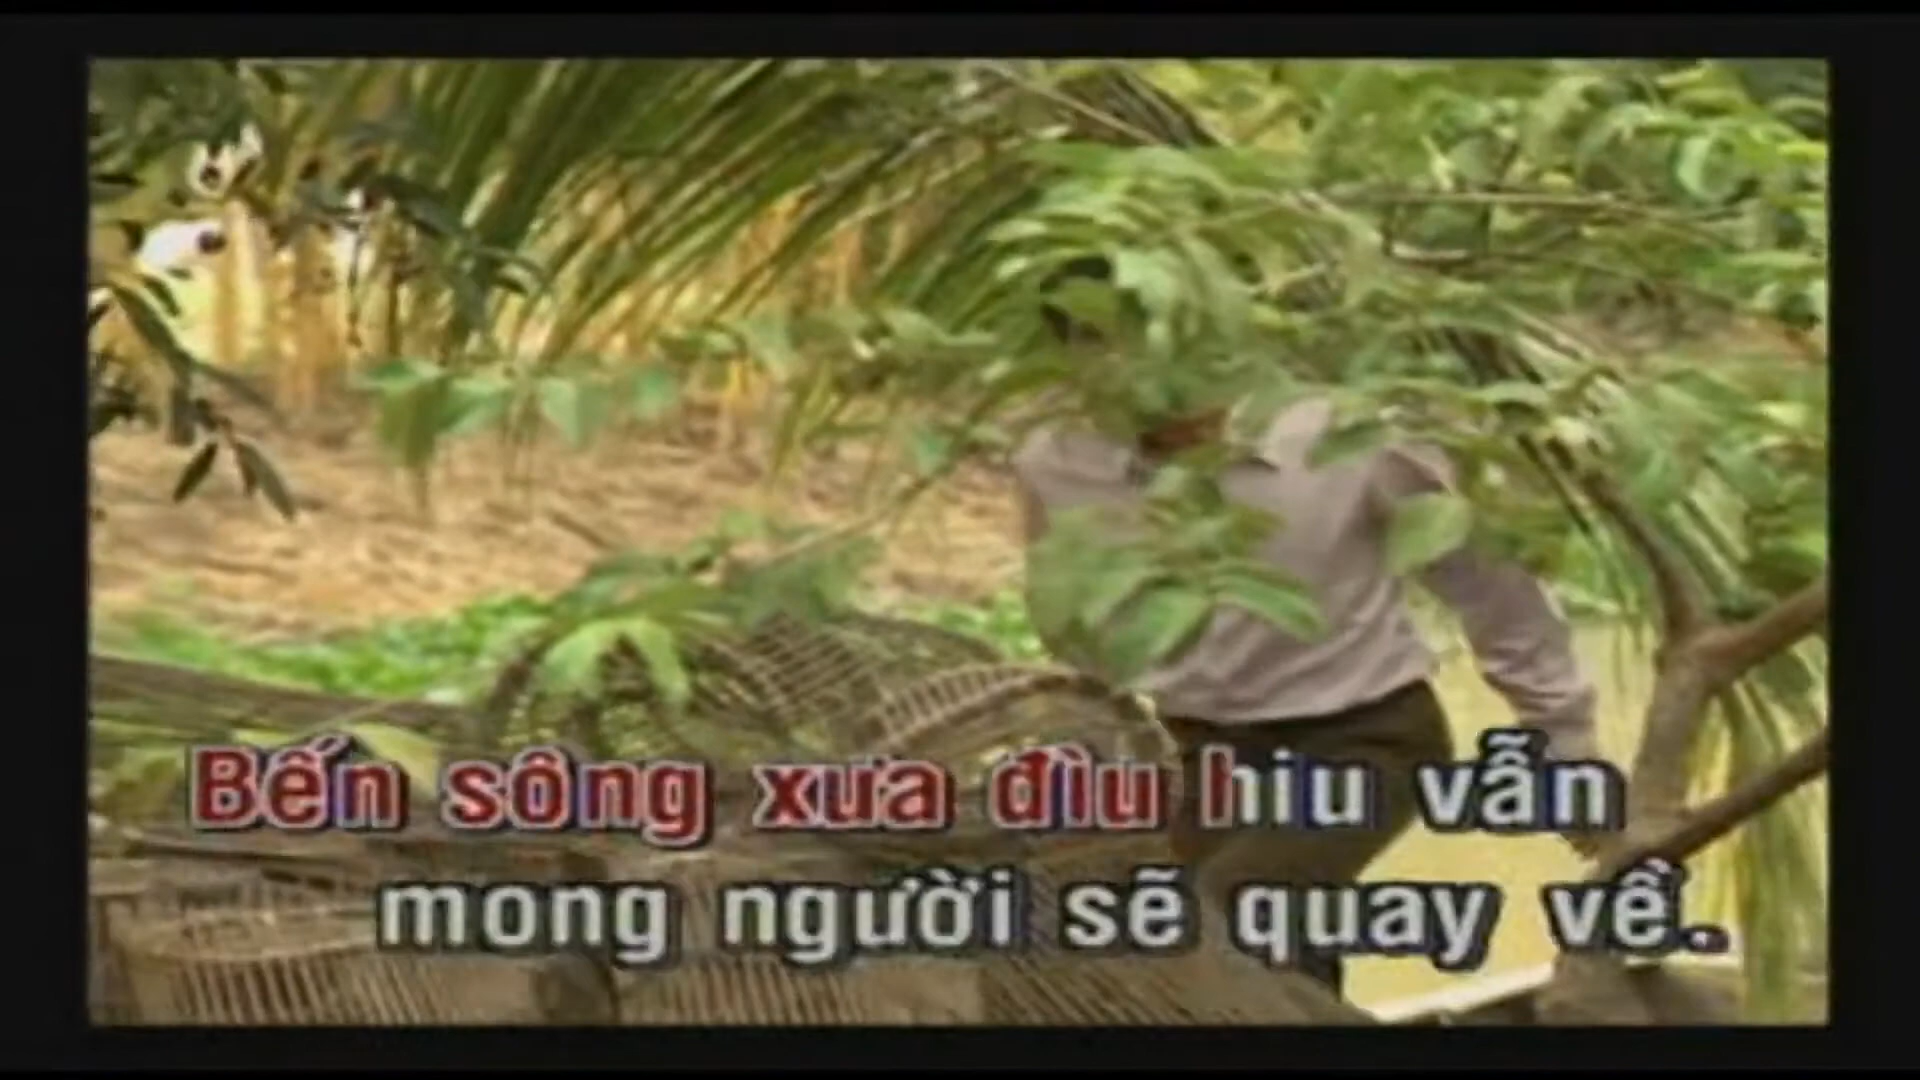 Bến sông xưa đìu hiu vẫn
mong người sẽ quay về.